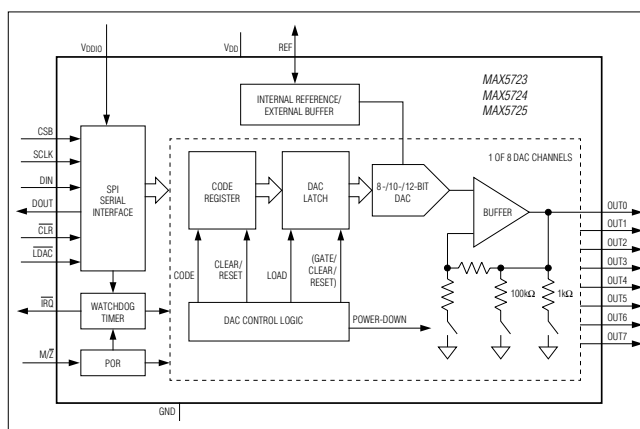 VDDIO
VDD
REF
MAX5723
MAX5724
MAX5725
INTERNAL REFERENCE/
EXTERNAL BUFFER
1 OF 8 DAC CHANNELS
CSB
SCLK
DIN
DOUT
CLR
LDAC
SPI
SERIAL
INTERFACE
CODE
REGISTER
DAC
LATCH
8-/10-/12-BIT
DAC
BUFFER
OUT0
OUT1
OUT2
OUT3
OUT4
OUT5
OUT6
OUT7
CODE
CLEAR/
RESET
LOAD
(GATE/
CLEAR/
RESET)
100kΩ
1kΩ
IRQ
WATCHDOG
TIMER
DAC CONTROL LOGIC
POWER-DOWN
M/Z
POR
GND